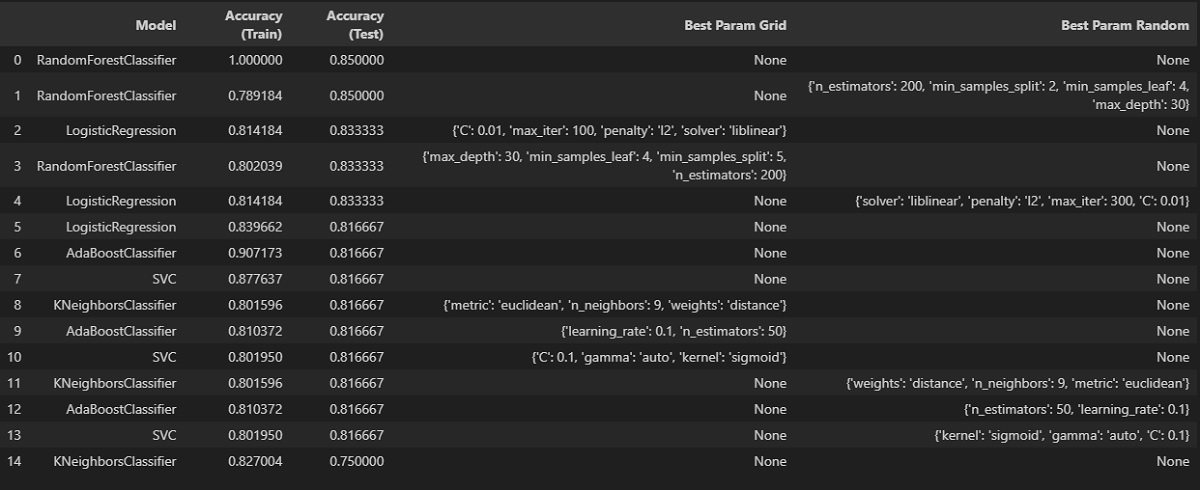 Model Accuracy (Train) Accuracy (Test) Best Param Grid Best Param Random
0 RandomForestClassifier 1.000000 0.850000 None None
1 RandomForestClassifier 0.789184 0.850000 None {'n_estimators': 200, 'min_samples_split': 2, 'min_samples_leaf': 4, 'max_depth': 30}
2 LogisticRegression 0.814184 0.833333 {'C': 0.01, 'max_iter': 100, 'penalty': 'l2', 'solver': 'liblinear'} None
3 RandomForestClassifier 0.802039 0.833333 {'max_depth': 30, 'min_samples_leaf': 4, 'min_samples_split': 5, 'n_estimators': 200} None
4 LogisticRegression 0.814184 0.833333 None {'solver': 'liblinear', 'penalty': 'l2', 'max_iter': 300, 'C': 0.01}
5 LogisticRegression 0.839662 0.816667 None None
6 AdaBoostClassifier 0.907173 0.816667 None None
7 SVC 0.877637 0.816667 None None
8 KNeighborsClassifier 0.801596 0.816667 {'metric': 'euclidean', 'n_neighbors': 9, 'weights': 'distance'} None
9 AdaBoostClassifier 0.810372 0.816667 {'learning_rate': 0.1, 'n_estimators': 50} None
10 SVC 0.801950 0.816667 {'C': 0.1, 'gamma': 'auto', 'kernel': 'sigmoid'} None
11 KNeighborsClassifier 0.801596 0.816667 None {'weights': 'distance', 'n_neighbors': 9, 'metric': 'euclidean'}
12 AdaBoostClassifier 0.810372 0.816667 None {'n_estimators': 50, 'learning_rate': 0.1}
13 SVC 0.801950 0.816667 None {'kernel': 'sigmoid', 'gamma': 'auto', 'C': 0.1}
14 KNeighborsClassifier 0.827004 0.750000 None None